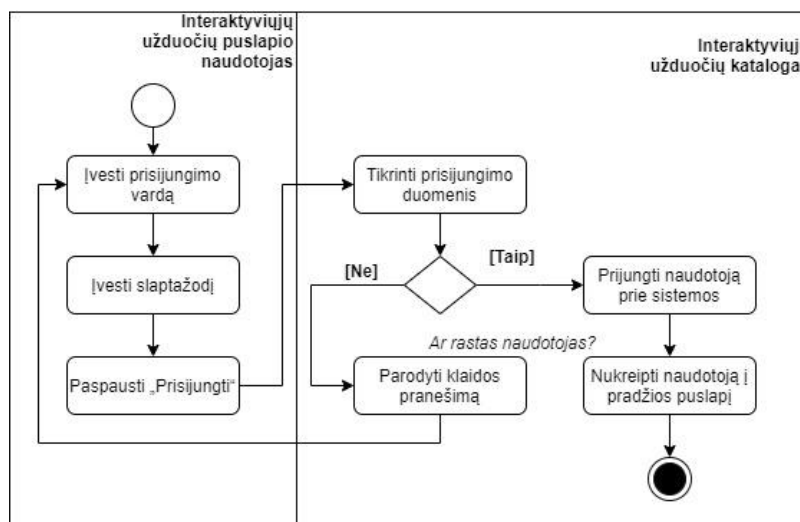 Interaktyviųjų
užduočių puslapio
naudotojas
Interaktyviųj
užduočių kataloga
Įvesti prisijungimo
vardą
Tikrinti prisijungimo
duomenis
[Ne]
[Taip]
Įvesti slaptažodį
Prijungti naudotoją
prie sistemos
Ar rastas naudotojas?
Paspausti „Prisijungti“
Parodyti klaidos
pranešimą
Nukreipti naudotoją į
pradžios puslapį